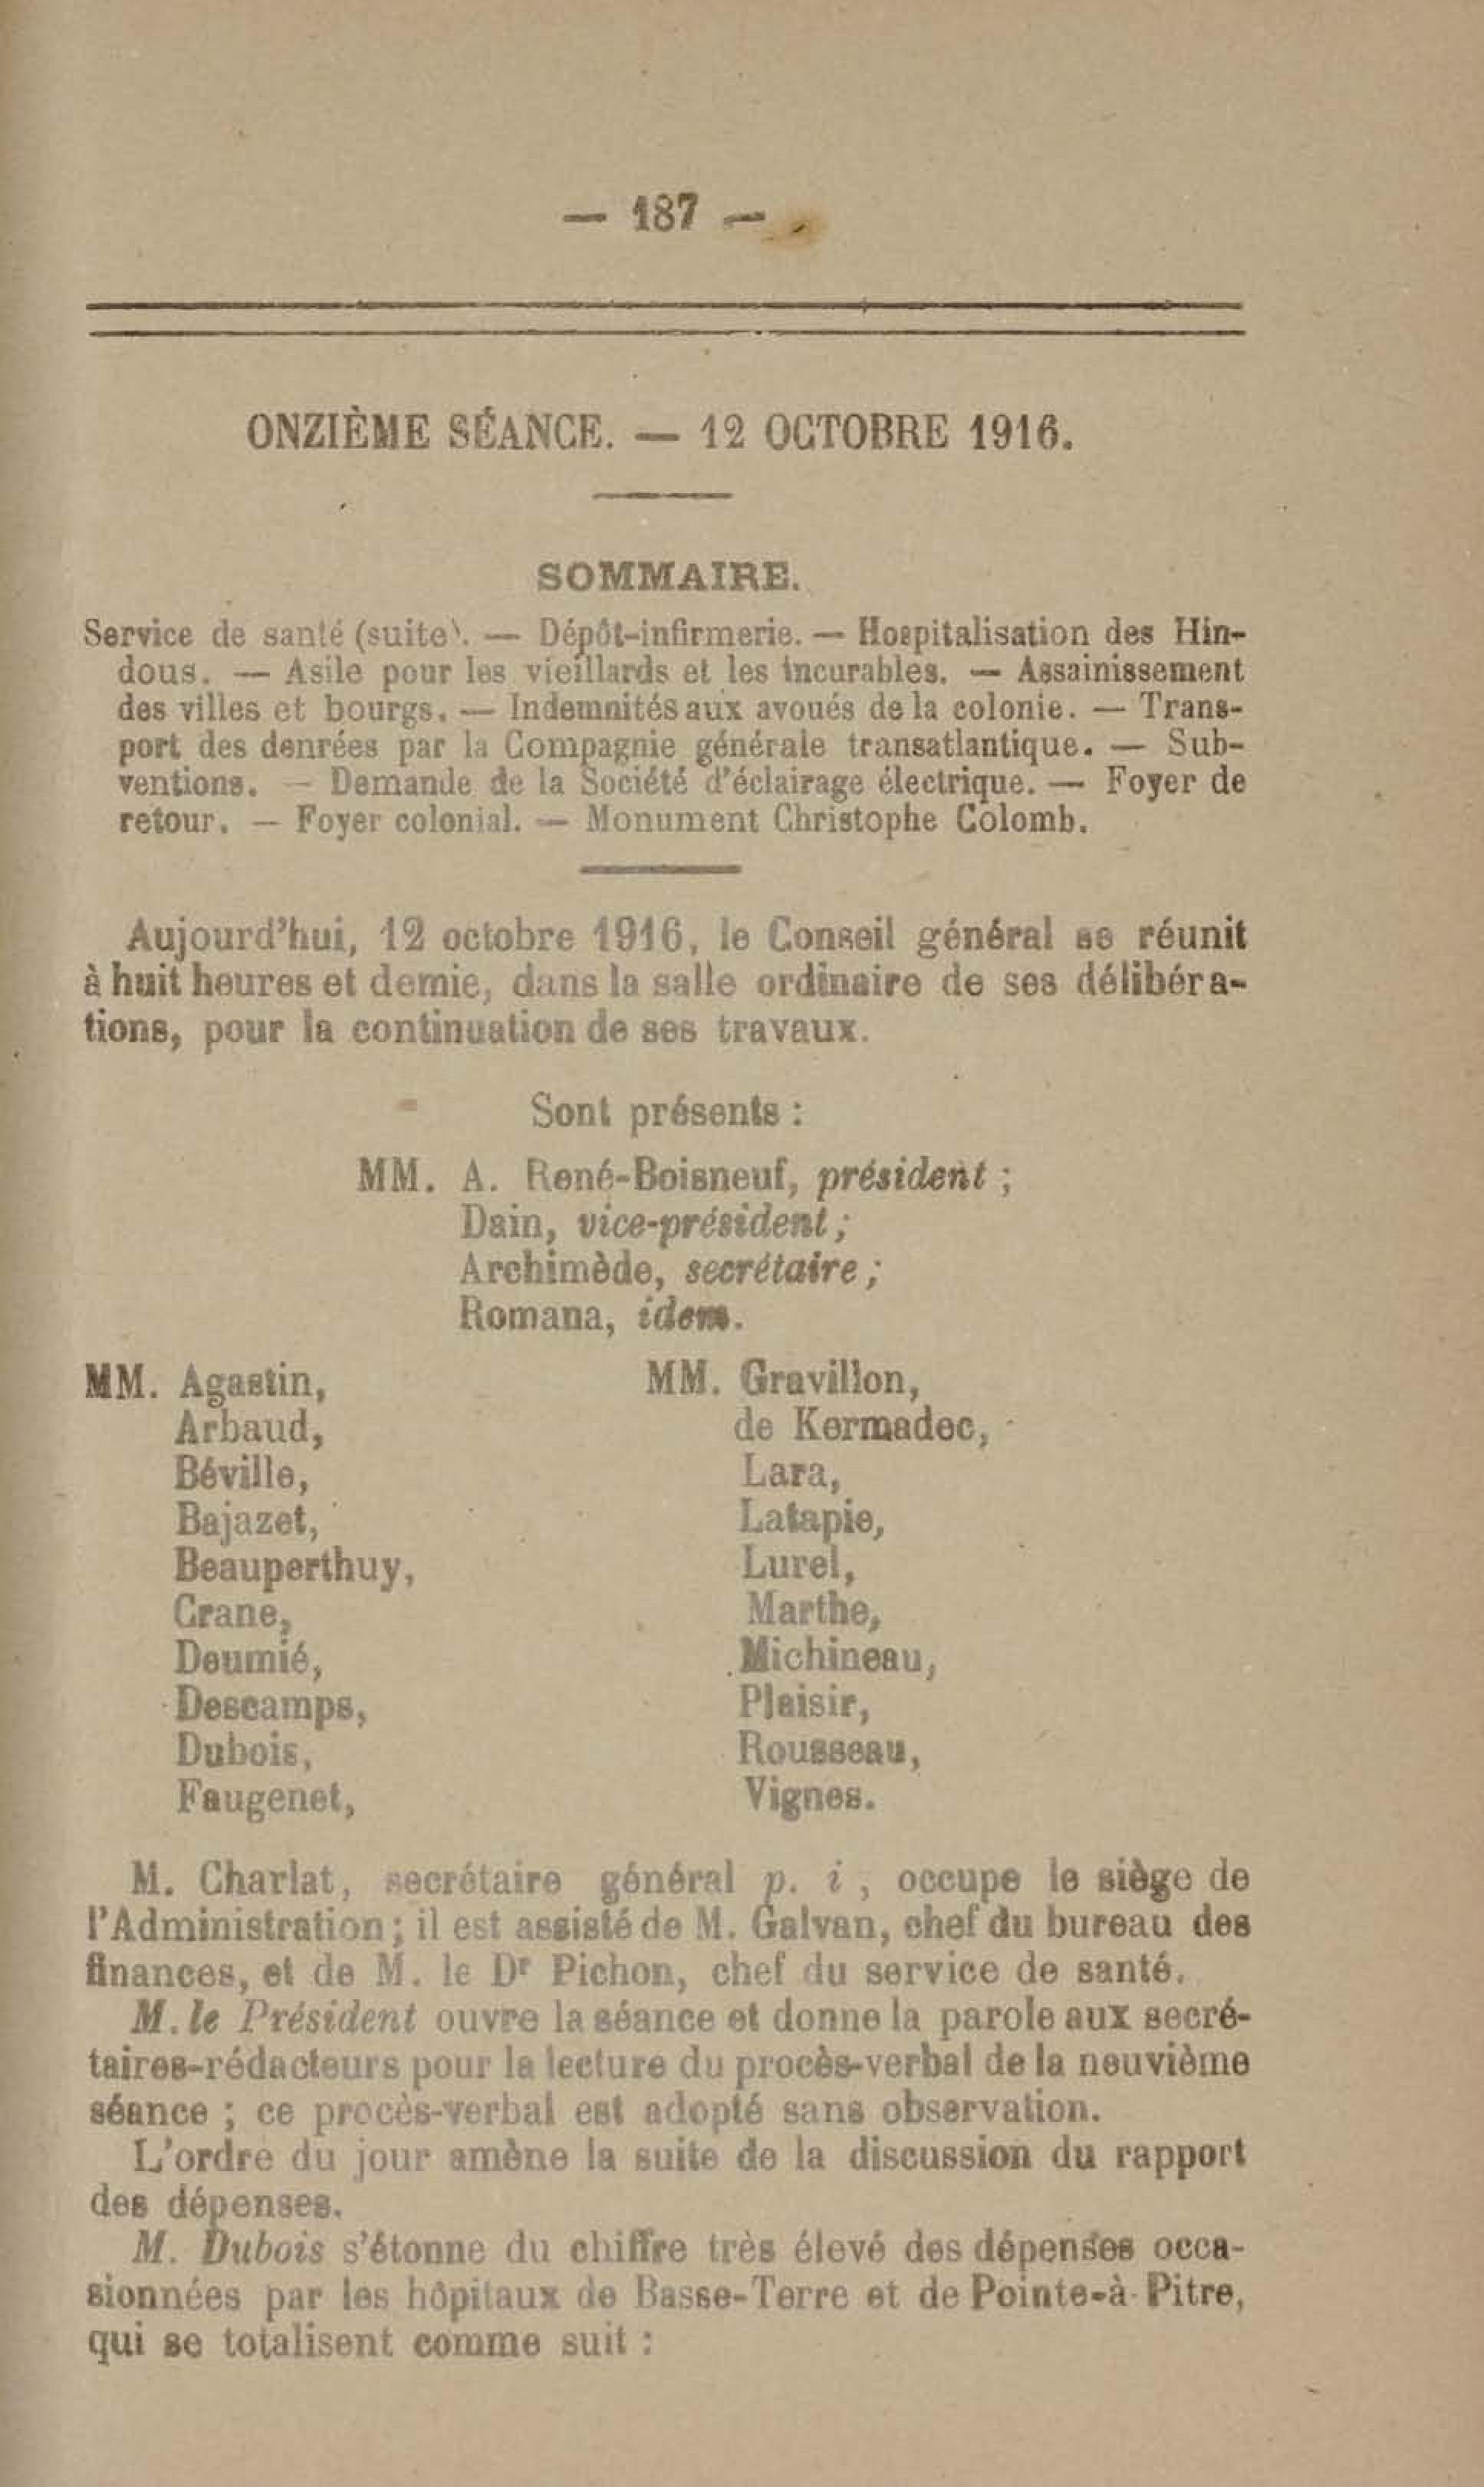 — 187 —
ONZIÈME SÉANCE. — 12 OCTOBRE 1916.
SOMMAIRE.
Service de santé (suite). — Dépôt-infirmerie. — Hospitalisation des Hin-
dous. — Asile pour les vieillards et les incurables. — Assainissement
des villes et bourgs. — Indemnités aux avoués de la colonie. — Trans-
port des denrées par la Compagnie générale transatlantique. — Sub-
ventions. — Demande de la Société d'éclairage électrique. — Foyer de
retour. — Foyer colonial. — Monument Christophe Colomb.
Aujourd'hui, 12 octobre 1916, le Conseil général se réunit
à huit heures et demie, dans la salle ordinaire de ses délibéra-
tions, pour la continuation de ses travaux.
Sont présents :
MM. A. René-Boisneuf, président ;
Dain, vice-président ;
Archimède, secrétaire ;
Romana, idem.
MM. Agastin,
Arbaud,
Béville,
Bajazet,
Beauperthuy,
Crane,
Deumié,
Descamps,
Dubois,
Faugenet,
MM. Gravillon,
de Kermadec,
Lara,
Latapie,
Lurel,
Marthe,
Michineau,
Plaisir,
Rousseau,
Vignes.
M. Charlat, secrétaire général p. i, occupe le siège de
l'Administration ; il est assisté de M. Galvan, chef du bureau des
finances, et de M. le Dr Pichon, chef du service de santé.
M. le Président ouvre la séance et donne la parole aux secré-
taires-rédacteurs pour la lecture du procès-verbal de la neuvième
séance ; ce procès-verbal est adopté sans observation.
L'ordre du jour amène la suite de la discussion du rapport
des dépenses.
M. Dubois s'étonne du chiffre très élevé des dépenses occa-
sionnées par les hôpitaux de Basse-Terre et de Pointe-à-Pitre,
qui se totalisent comme suit :